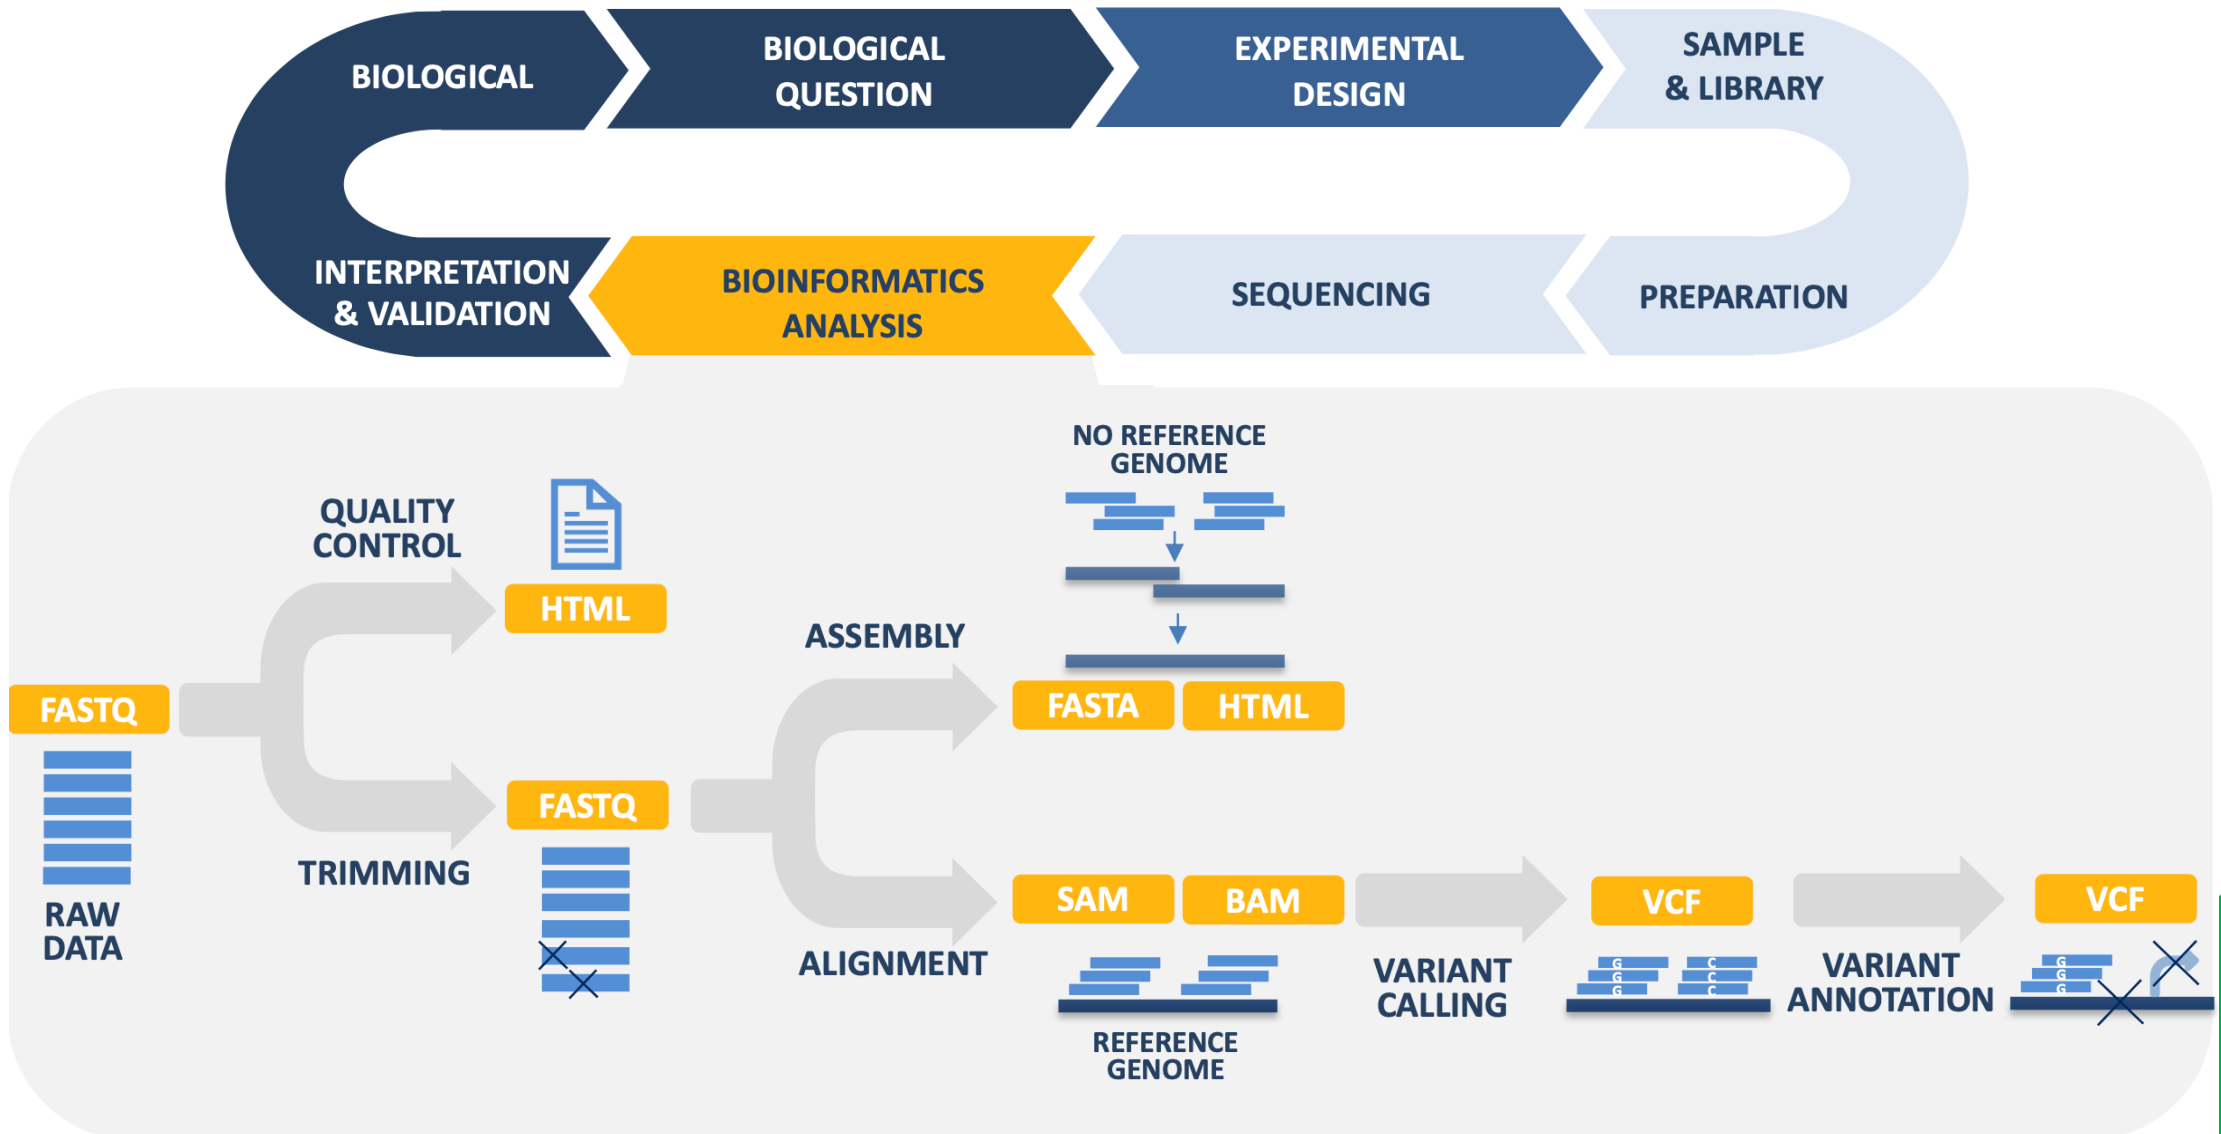 BIOLOGICAL
BIOLOGICAL
QUESTION
EXPERIMENTAL
DESIGN
SAMPLE
& LIBRARY
PREPARATION
SEQUENCING
BIOINFORMATICS
ANALYSIS
INTERPRETATION
& VALIDATION
FASTQ
RAW
DATA
QUALITY
CONTROL
HTML
TRIMMING
FASTQ
ASSEMBLY
NO REFERENCE
GENOME
FASTA
HTML
ALIGNMENT
SAM
BAM
REFERENCE
GENOME
VARIANT
CALLING
VCF
G
G
G
C
C
C
VARIANT
ANNOTATION
VCF
G
G
G